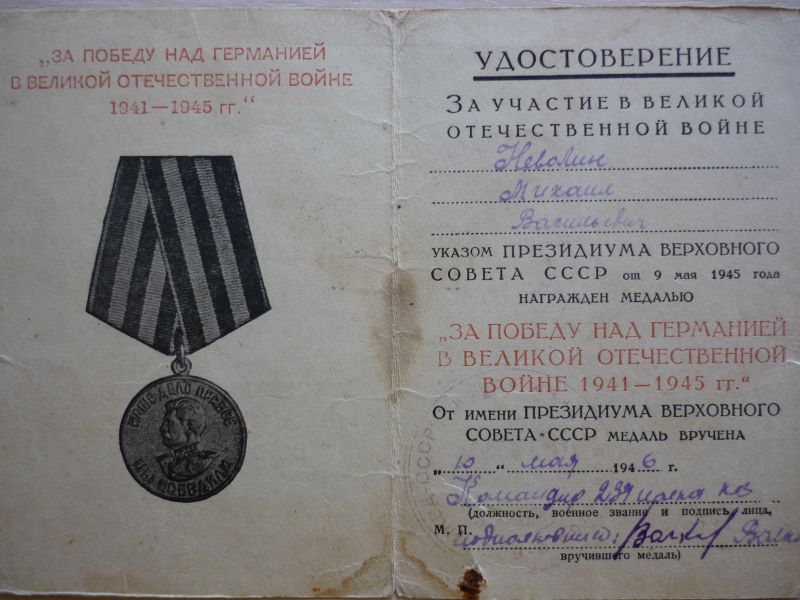 „ЗА ПОБЕДУ НАД ГЕРМАНИЕЙ
В ВЕЛИКОЙ ОТЕЧЕСТВЕННОЙ ВОЙНЕ
1941.—1945 гг.“
НАШЕ ДЕЛО ПРАВОЕ
МЫ ПОБЕДИЛИ
УДОСТОВЕРЕНИЕ
ЗА УЧАСТИЕ В ВЕЛИКОЙ
ОТЕЧЕСТВЕННОЙ ВОЙНЕ
Неволин
Михаил
Васильевич
УКАЗОМ ПРЕЗИДИУМА ВЕРХОВНОГО
СОВЕТА СССР от 9 мая 1945 года
НАГРАЖДЕН МЕДАЛЬЮ
„ЗА ПОБЕДУ НАД ГЕРМАНИЕЙ
В ВЕЛИКОЙ ОТЕЧЕСТВЕННОЙ
ВОЙНЕ 1941—1945 гг.“
ОТ ИМЕНИ ПРЕЗИДИУМА ВЕРХОВНОГО
СОВЕТА СССР МЕДАЛЬ ВРУЧЕНА
„10“ мая 1946 г.
Командир 239
(должность, военное звание и подпись лица,
М. П. подполковник:
вручившего медаль)